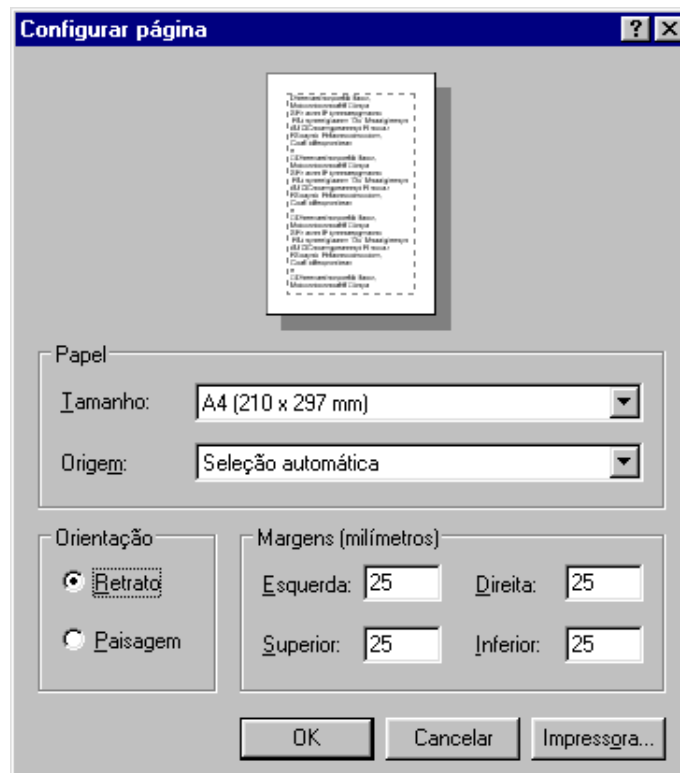 Configurar página
Papel
Tamanho: A4 (210 x 297 mm)
Origem: Seleção automática
Orientação
Retrato
Paisagem
Margens (milímetros)
Esquerda: 25 Direita: 25
Superior: 25 Inferior: 25
OK Cancelar Impressora...